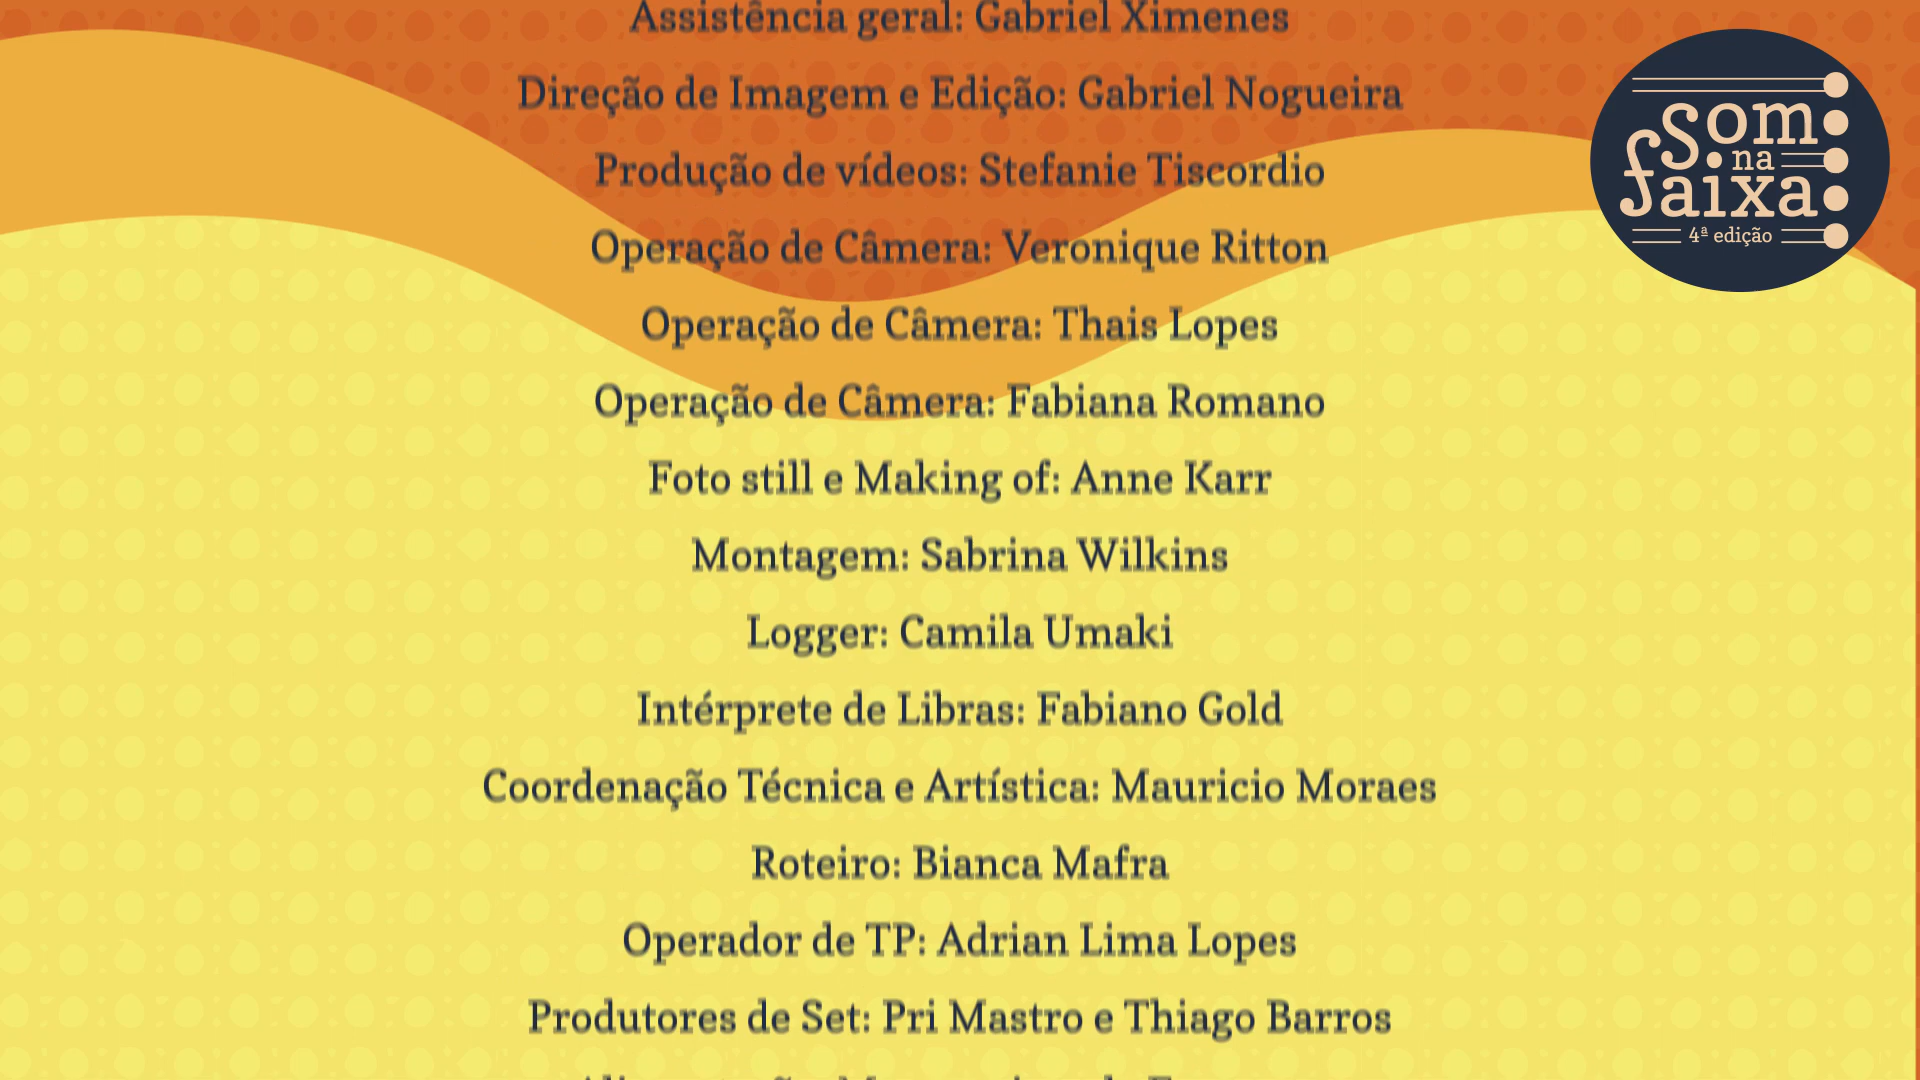 Assistência geral: Gabriel Ximenes
Direção de Imagem e Edição: Gabriel Nogueira
Produção de vídeos: Stefanie Tiscordio
Operação de Câmera: Veronique Ritton
Operação de Câmera: Thais Lopes
Operação de Câmera: Fabiana Romano
Foto still e Making of: Anne Karr
Montagem: Sabrina Wilkins
Logger: Camila Umaki
Intérprete de Libras: Fabiano Gold
Coordenação Técnica e Artística: Mauricio Moraes
Roteiro: Bianca Mafra
Operador de TP: Adrian Lima Lopes
Produtores de Set: Pri Mastro e Thiago Barros
Som
na
faixa
4ª edição